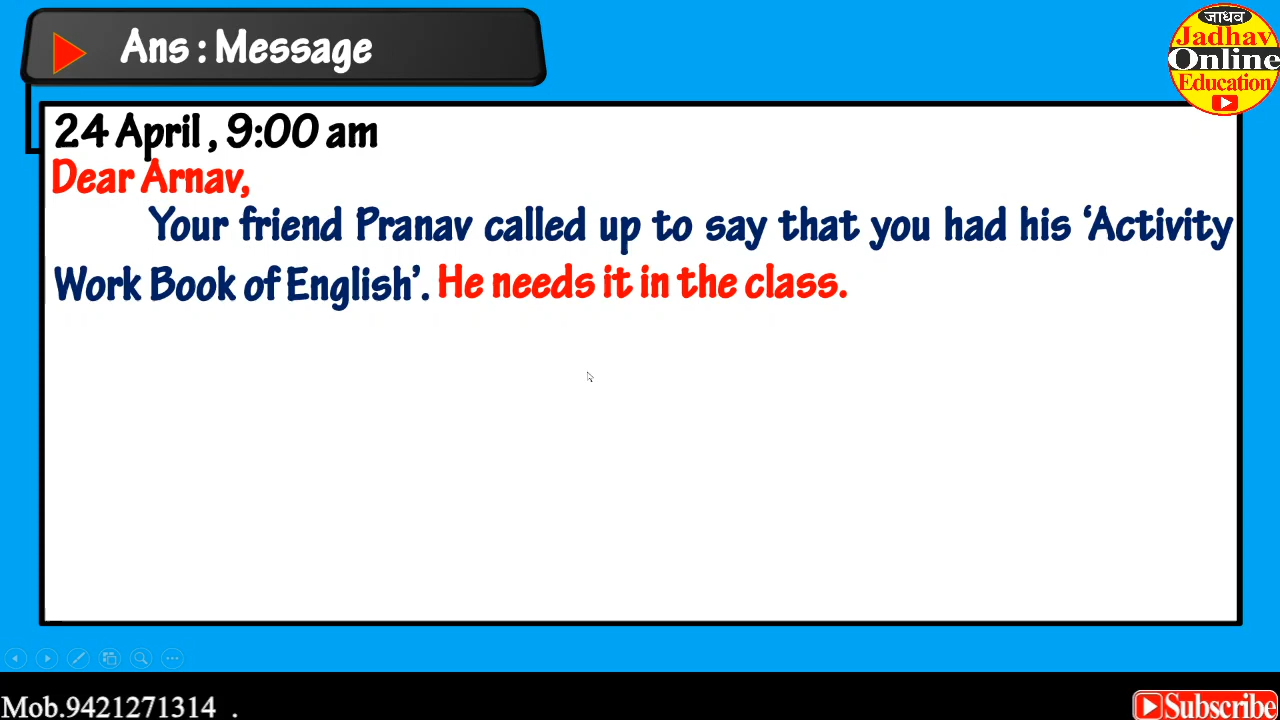 Ans : Message
जाधव
Jadhav
Online
Education
24 April , 9:00 am
Dear Arnav,
Your friend Pranav called up to say that you had his ‘Activity
Work Book of English’. He needs it in the class.
Mob.9421271314 .
Subscribe